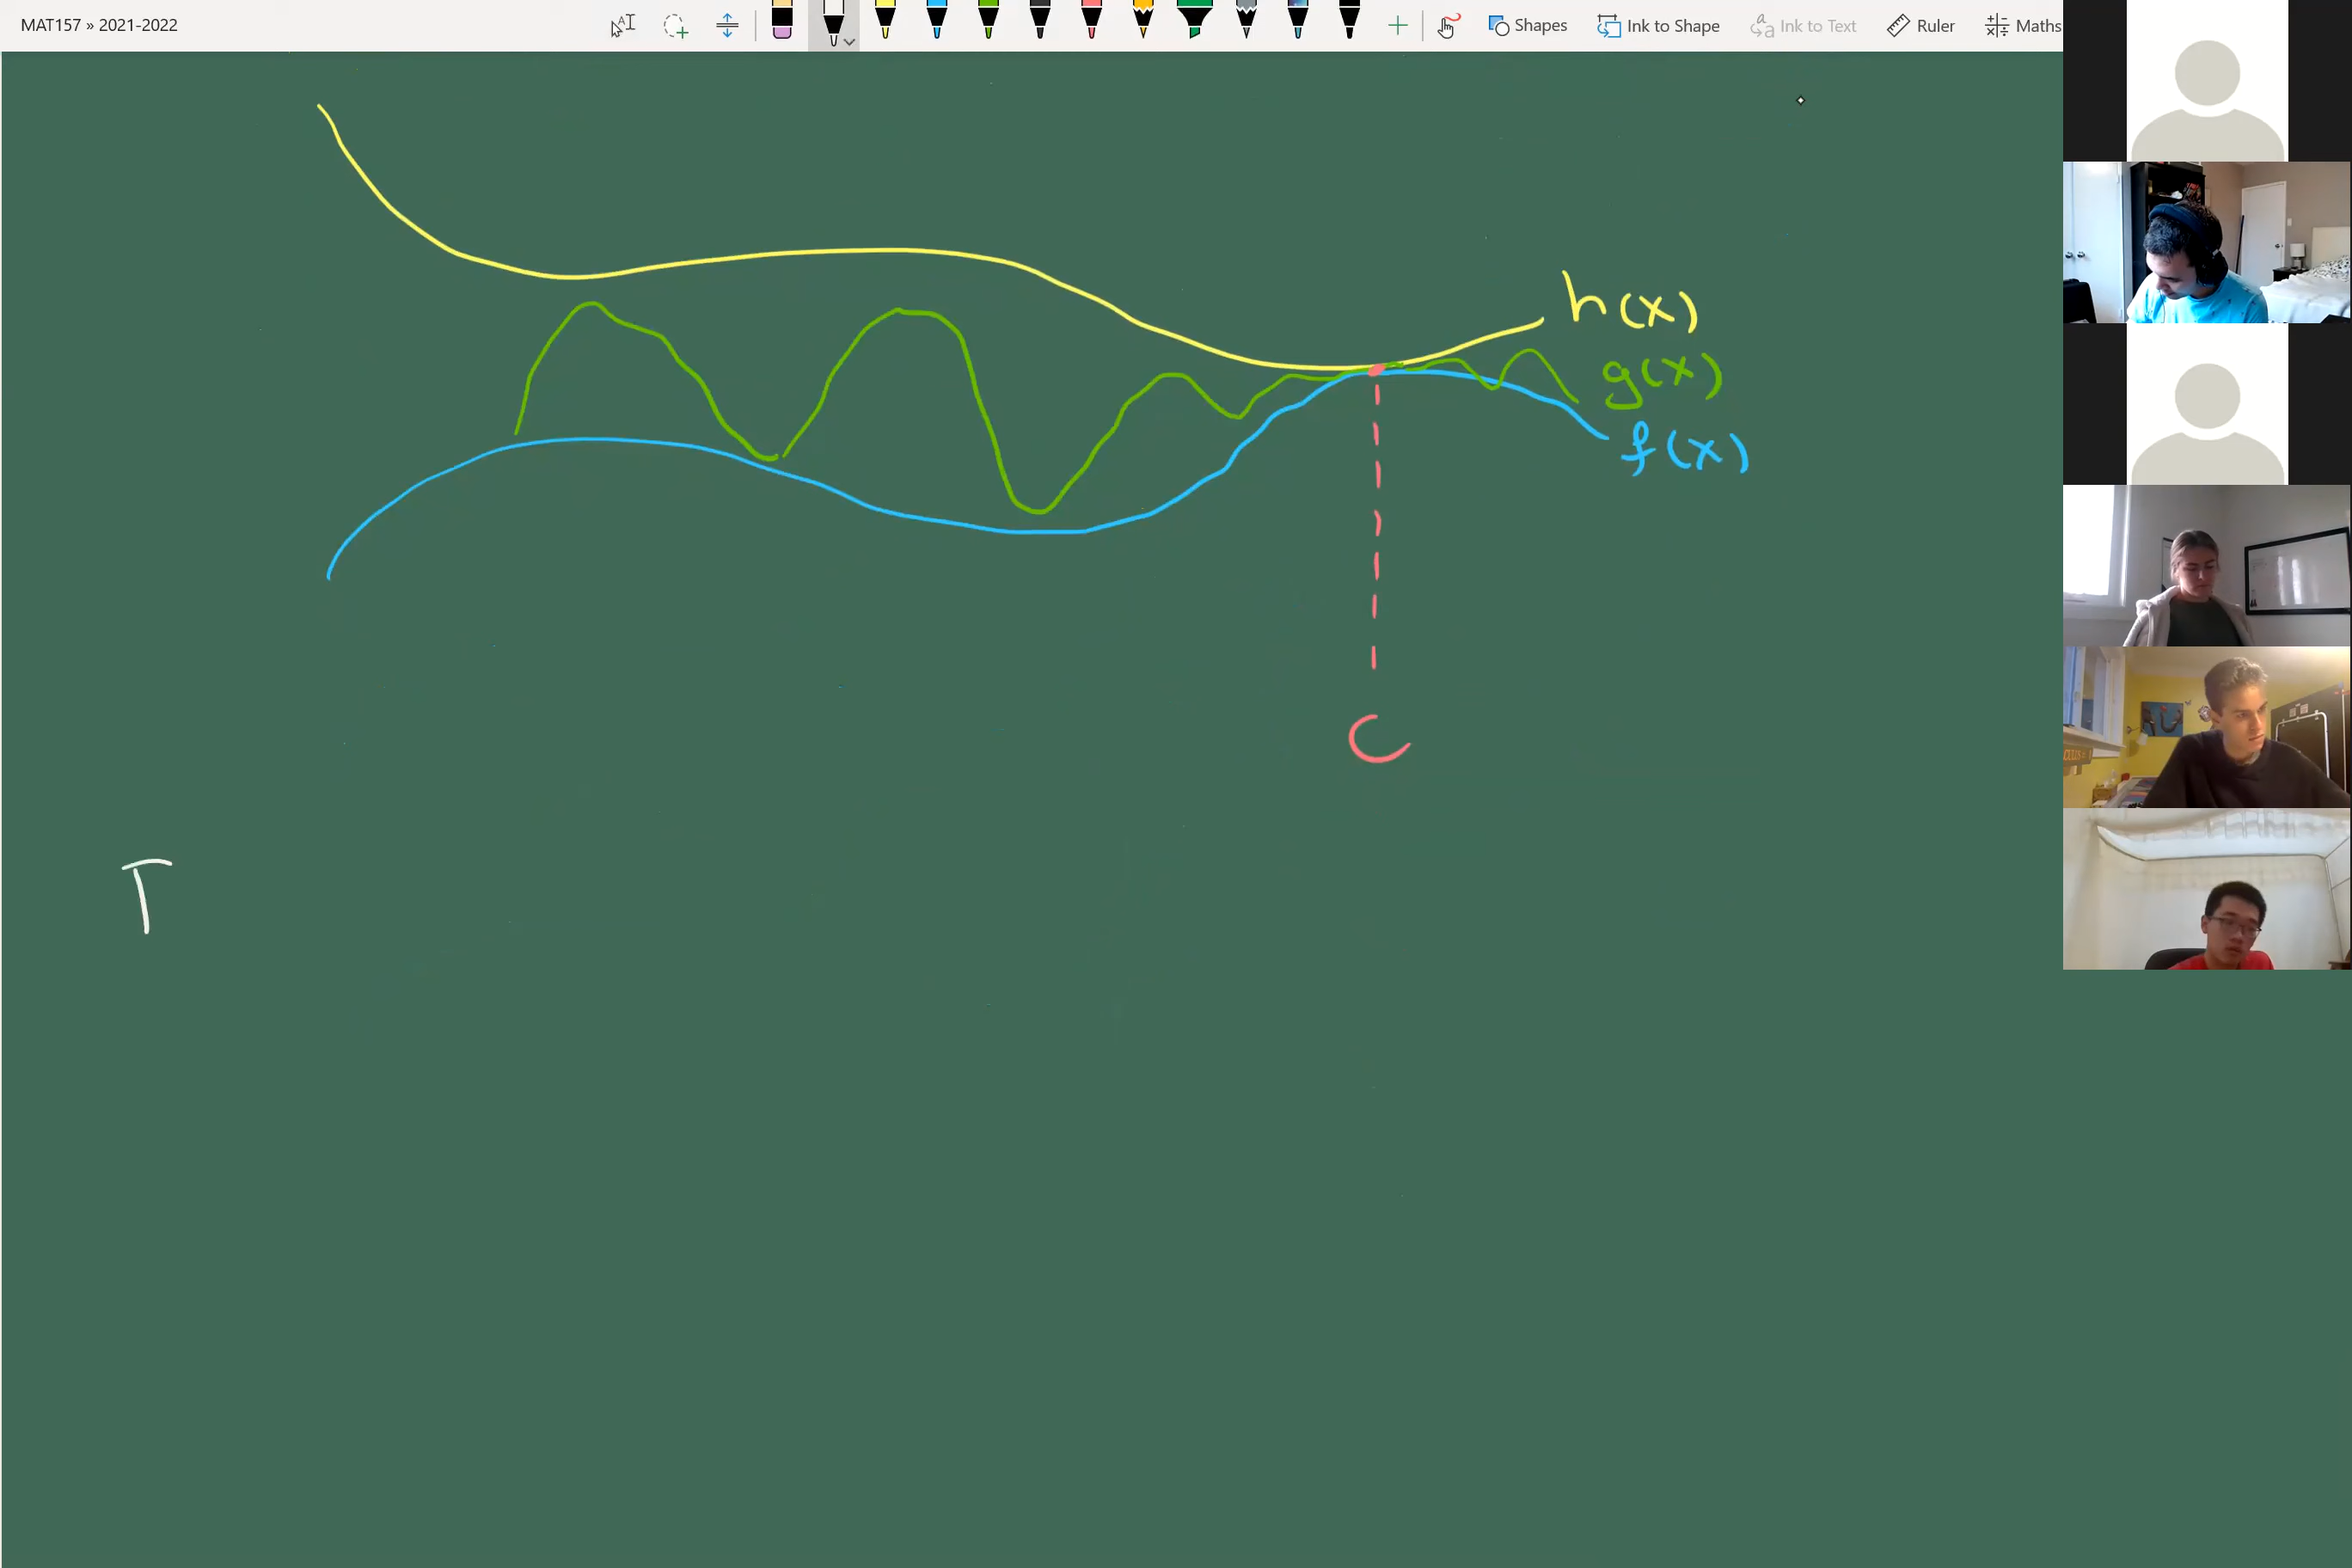 MAT157 » 2021-2022
Shapes Ink to Shape Ink to Text Ruler Maths
h(x)
g(x)
f(x)
C
T